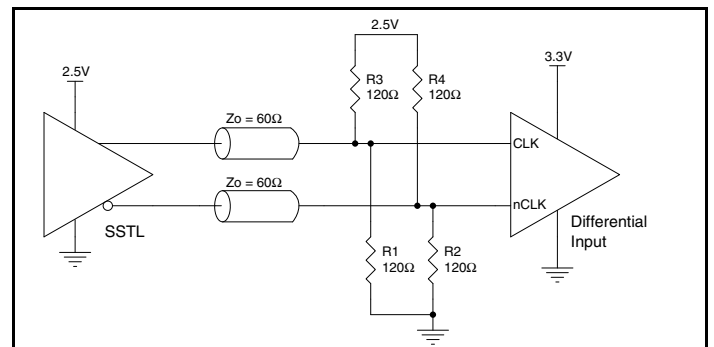 2.5V
2.5V
3.3V
R3
120Ω
R4
120Ω
Zo = 60Ω
CLK
Zo = 60Ω
nCLK
SSTL
Differential
Input
R1
120Ω
R2
120Ω